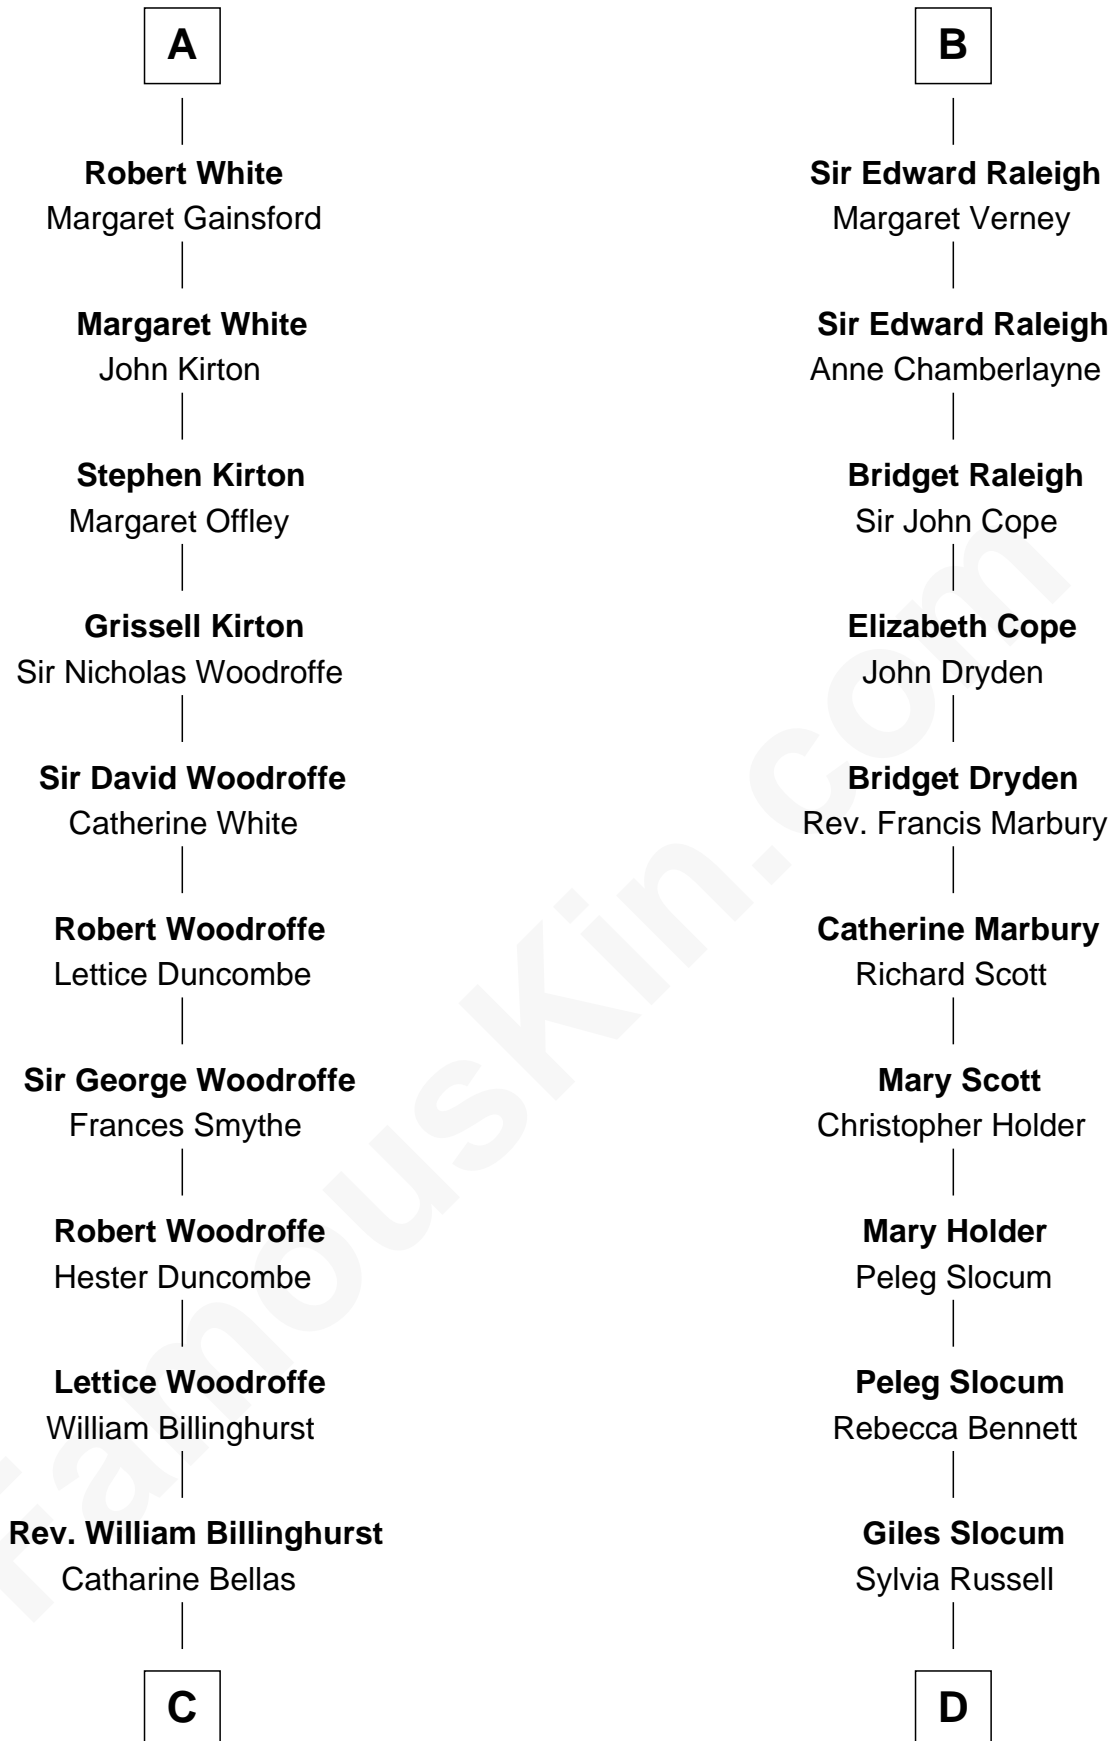 A
Robert White
Margaret Gainsford
Margaret White
John Kirton
Stephen Kirton
Margaret Offley
Grissell Kirton
Sir Nicholas Woodroffe
Sir David Woodroffe
Catherine White
Robert Woodroffe
Lettice Duncombe
Sir George Woodroffe
Frances Smythe
Robert Woodroffe
Hester Duncombe
Lettice Woodroffe
William Billinghurst
Rev. William Billinghurst
Catharine Bellas
C
B
Sir Edward Raleigh
Margaret Verney
Sir Edward Raleigh
Anne Chamberlayne
Bridget Raleigh
Sir John Cope
Elizabeth Cope
John Dryden
Bridget Dryden
Rev. Francis Marbury
Catherine Marbury
Richard Scott
Mary Scott
Christopher Holder
Mary Holder
Peleg Slocum
Peleg Slocum
Rebecca Bennett
Giles Slocum
Sylvia Russell
D
FamousKin.com